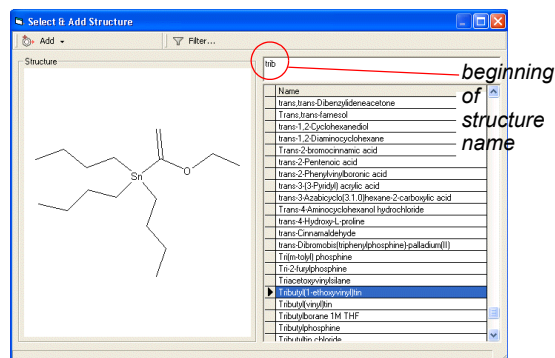 Select & Add Structure
Add
Filter...
Structure
Sn
O
trib
beginning
of
structure
name
Name
trans,trans-Dibenzylideneacetone
Trans,trans-farnesol
trans-1,2-Cyclohexanediol
trans-1,2-Diaminocyclohexane
Trans-2-bromocinnamic acid
trans-2-Pentenoic acid
trans-2-Phenylvinylboronic acid
trans-3-(3-Pyridyl) acrylic acid
trans-3-Azabicyclo(3.1.0)hexane-2-carboxylic acid
Trans-4-Aminocyclohexanol hydrochloride
trans-4-Hydroxy-L-proline
trans-Cinnamaldehyde
trans-Dibromobis(triphenylphosphine)-palladium(II)
Tri(m-tolyl) phosphine
Tri-2-furylphosphine
Triacetoxyvinylsilane
Tributyl(1-ethoxyvinyl)tin
Tributyl(vinyl)tin
Tributylborane 1M THF
Tributylphosphine
Tributyltin chloride